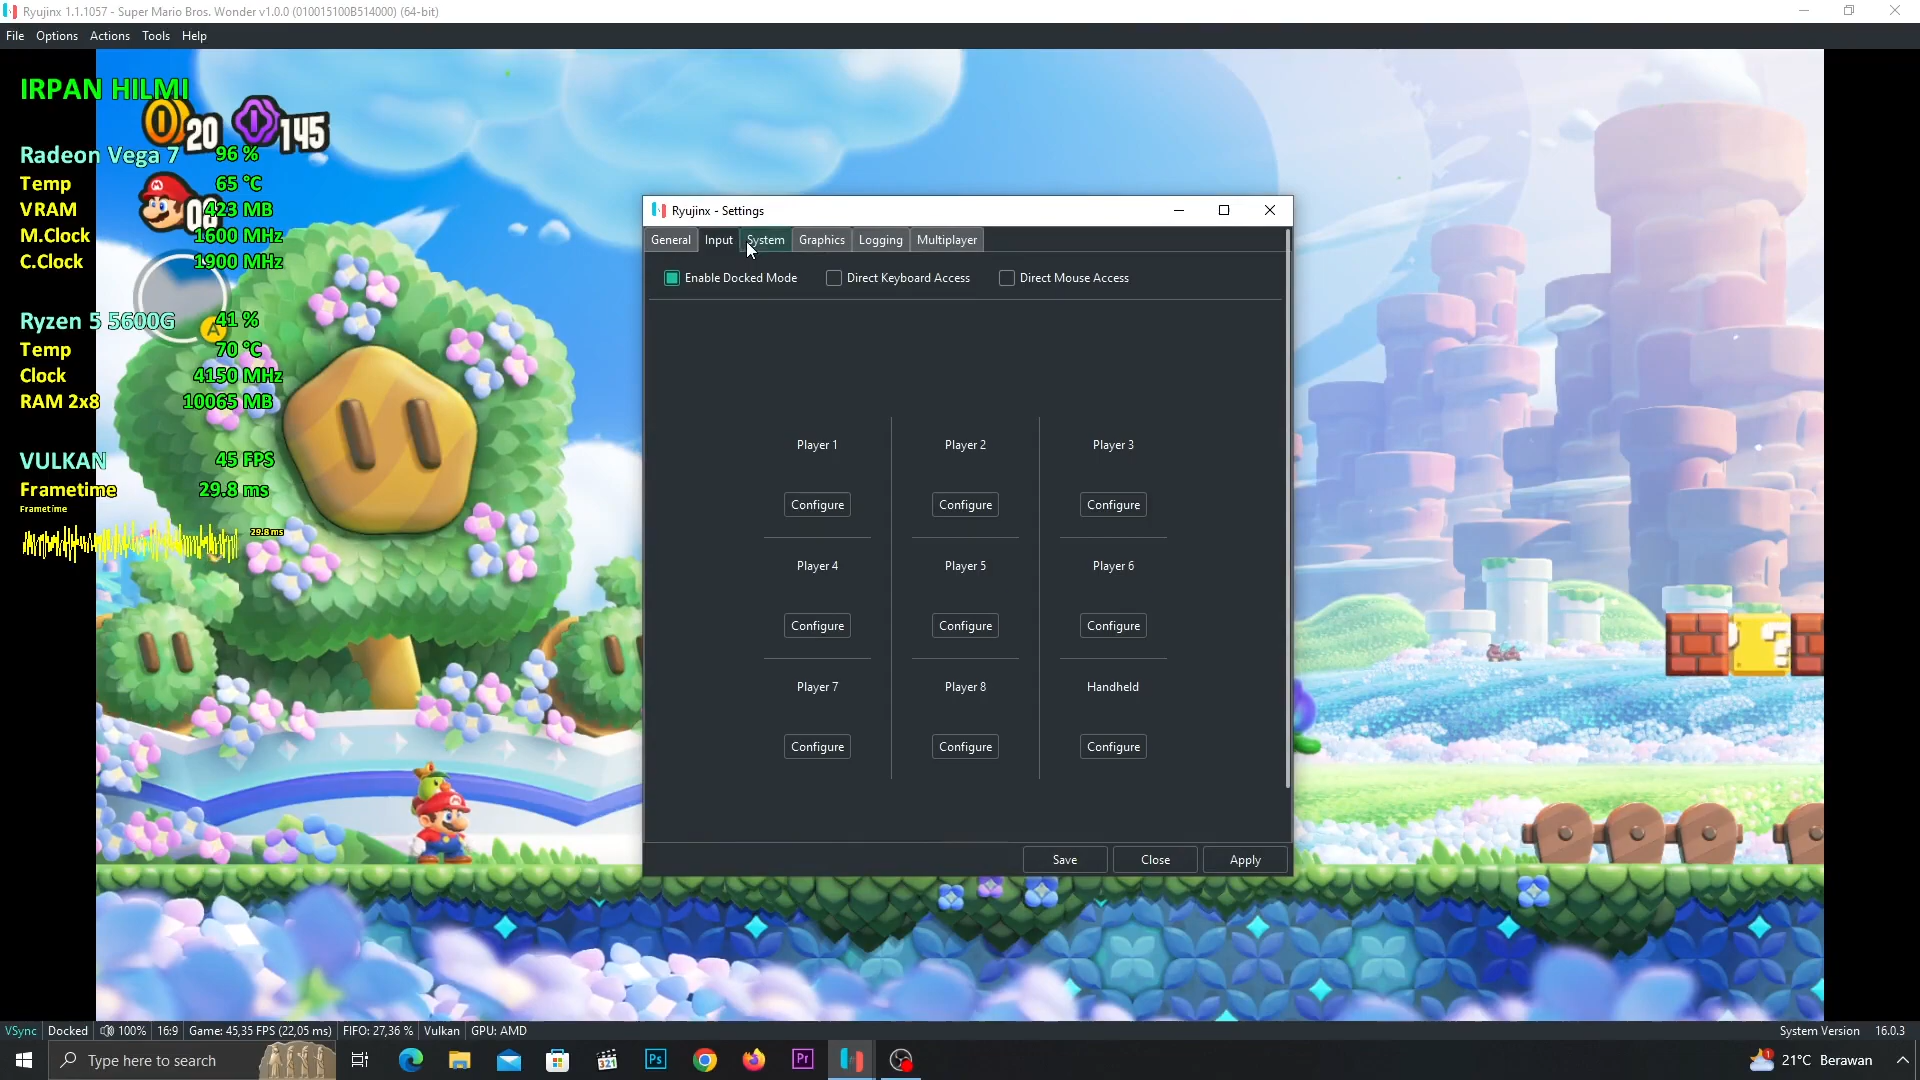 Ryujinx 1.1.1057 - Super Mario Bros. Wonder v1.0.0 (010015100B514000) (64-bit)
File Options Actions Tools Help
IRPAN HILMI
20 145
Radeon Vega 7 96 %
Temp 65 °C
VRAM 423 MB
M.Clock 1600 MHz
C.Clock 1900 MHz
Ryzen 5 5600G 41 %
A
Temp 70 °C
Clock 4150 MHz
RAM 2x8 10065 MB
VULKAN 45 FPS
Frametime 29.8 ms
Frametime
29.8 ms
Ryujinx - Settings
General Input System Graphics Logging Multiplayer
Enable Docked Mode Direct Keyboard Access Direct Mouse Access
Player 1 Player 2 Player 3
Configure Configure Configure
Player 4 Player 5 Player 6
Configure Configure Configure
Player 7 Player 8 Handheld
Configure Configure Configure
Save Close Apply
VSync Docked 100% 16:9 Game: 45,35 FPS (22,05 ms) FIFO: 27,36 % Vulkan GPU: AMD System Version 16.0.3
Type here to search
321
Ps
Pr
1
21°C Berawan